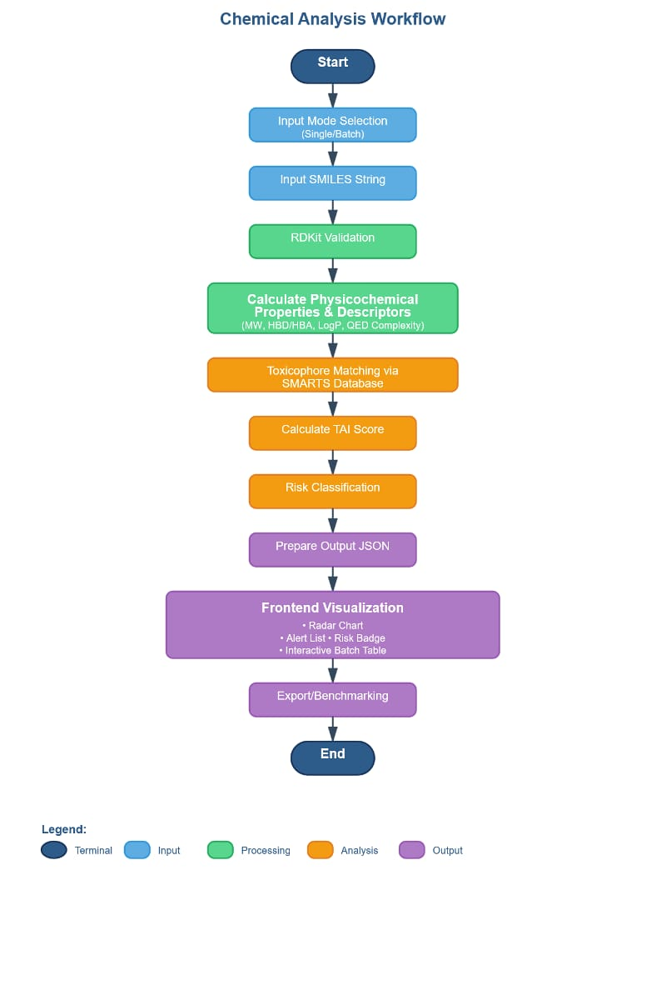 Chemical Analysis Workflow
Start
Input Mode Selection
(Single/Batch)
Input SMILES String
RDKit Validation
Calculate Physicochemical
Properties & Descriptors
(MW, HBD/HBA, LogP, QED Complexity)
Toxicophore Matching via
SMARTS Database
Calculate TAI Score
Risk Classification
Prepare Output JSON
Frontend Visualization
• Radar Chart
• Alert List • Risk Badge
• Interactive Batch Table
Export/Benchmarking
End
Legend:
Terminal Input Processing Analysis Output